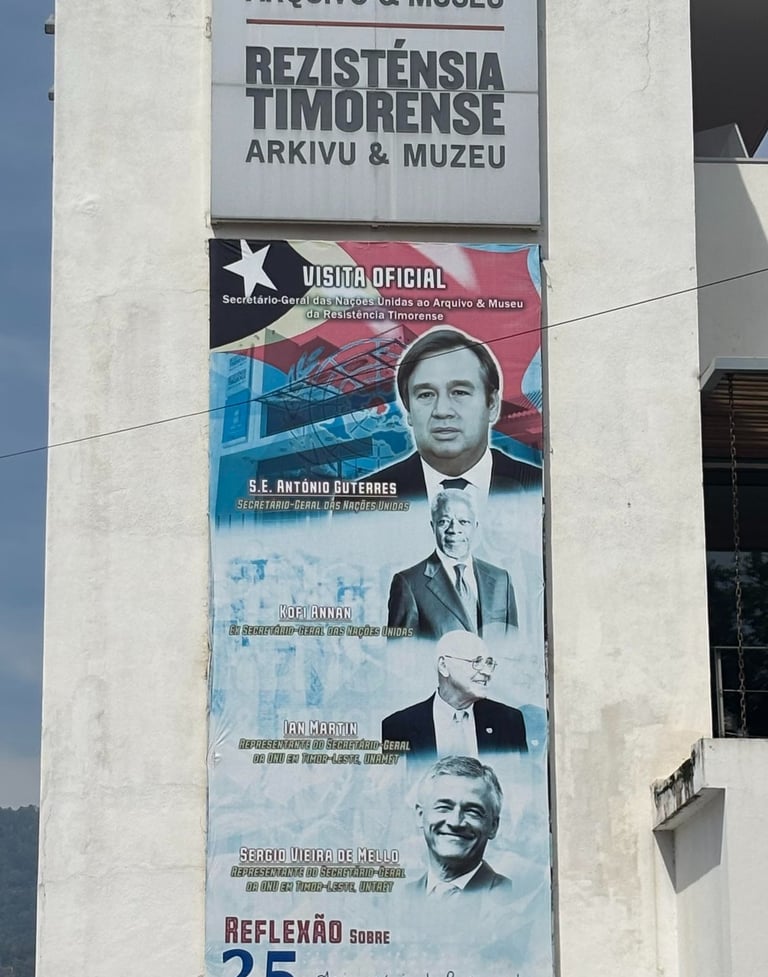 ARKIVU & MUSEU
REZISTÉNSIA
TIMORENSE
ARKIVU & MUZEU
VISITA OFICIAL
Secretário-Geral das Nações Unidas ao Arquivo & Museu
da Resistência Timorense
S.E. António Guterres
Secretário-Geral das Nações Unidas
Kofi Annan
Ex Secretário-Geral das Nações Unidas
Ian Martin
Representante do Secretário-Geral
da ONU em Timor-Leste, UNAMET
Sergio Vieira de Mello
Representante do Secretário-Geral
da ONU em Timor-Leste, UNTAET
Reflexão sobre
25